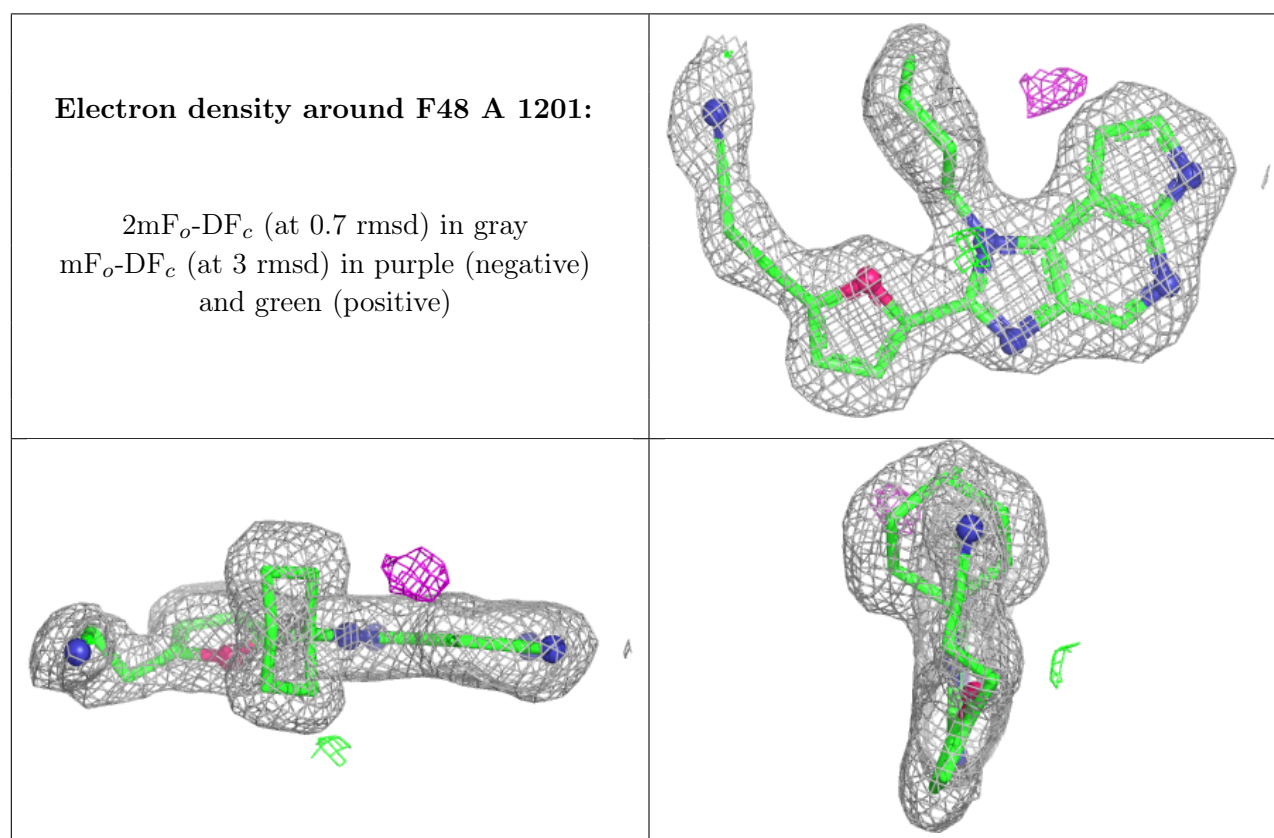 Electron density around F48 A 1201:
2mFo-DFc (at 0.7 rmsd) in gray
mFo-DFc (at 3 rmsd) in purple (negative)
and green (positive)